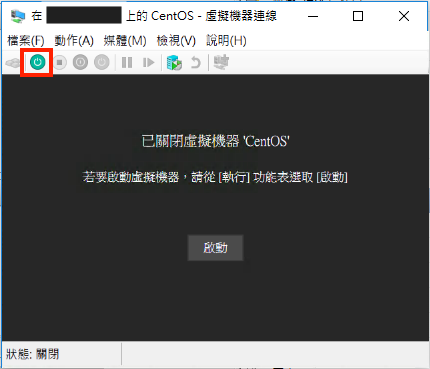 在 上的 CentOS - 虛擬機器連線
檔案(F) 動作(A) 媒體(M) 檢視(V) 說明(H)
已關閉虛擬機器 'CentOS'
若要啟動虛擬機器，請從 [執行] 功能表選取 [啟動]
啟動
狀態: 關閉